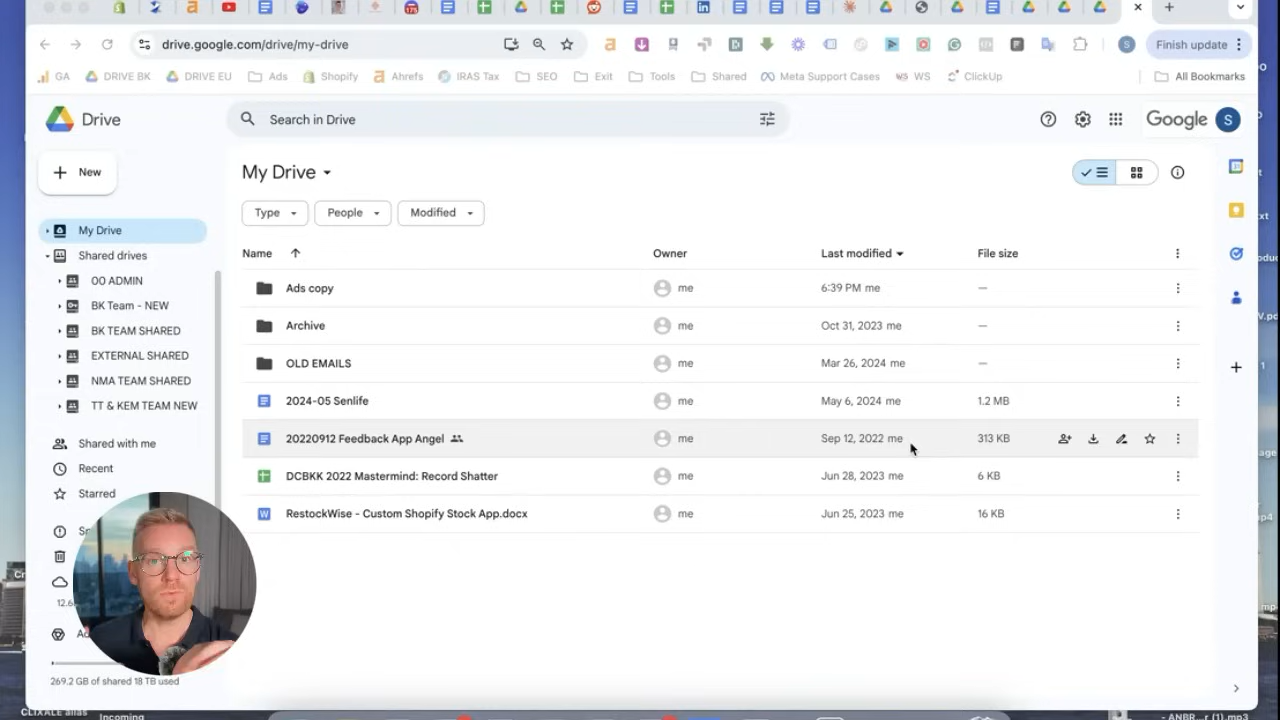 drive.google.com/drive/my-drive
Finish update
GA
DRIVE BK
DRIVE EU
Ads
Shopify
Ahrefs
IRAS Tax
SEO
Exit
Tools
Shared
Meta Support Cases
WS WS
ClickUp
All Bookmarks
Drive
Search in Drive
Google S
New
My Drive
Type
People
Modified
My Drive
Shared drives
00 ADMIN
BK Team - NEW
BK TEAM SHARED
EXTERNAL SHARED
NMA TEAM SHARED
TT & KEM TEAM NEW
Shared with me
Recent
Starred
269.2 GB of shared 18 TB used
Name Owner Last modified File size
Ads copy me 6:39 PM me —
Archive me Oct 31, 2023 me —
OLD EMAILS me Mar 26, 2024 me —
2024-05 Senlife me May 6, 2024 me 1.2 MB
20220912 Feedback App Angel me Sep 12, 2022 me 313 KB
DCBKK 2022 Mastermind: Record Shatter me Jun 28, 2023 me 6 KB
RestockWise - Custom Shopify Stock App.docx me Jun 25, 2023 me 16 KB
CLIXALE alias
Incoming
- ANBR...r (1).mp3